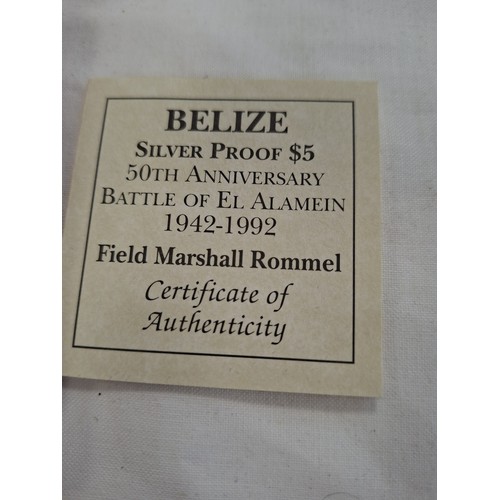 BELIZE
SILVER PROOF $5
50TH ANNIVERSARY
BATTLE OF EL ALAMEIN
1942-1992
Field Marshall Rommel
Certificate of
Authenticity